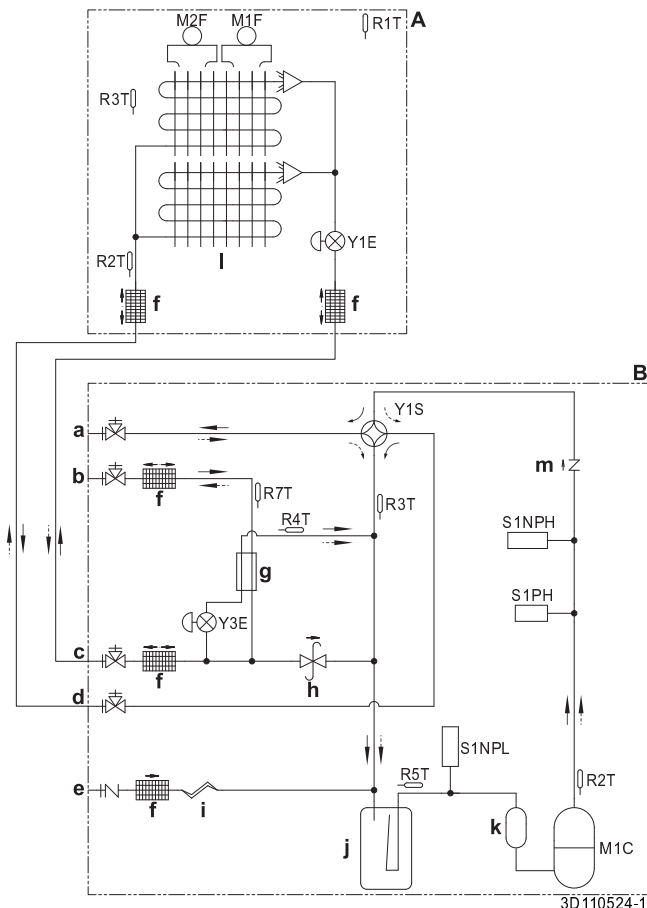 M2F M1F R1T A
R3T
Y1E
R2T l
f f
B
a Y1S
b m
f R7T R3T
R4T S1NPH
g
S1PH
Y3E
c
f h
d
S1NPL
R5T R2T
e
f i k
j M1C
3D110524-1